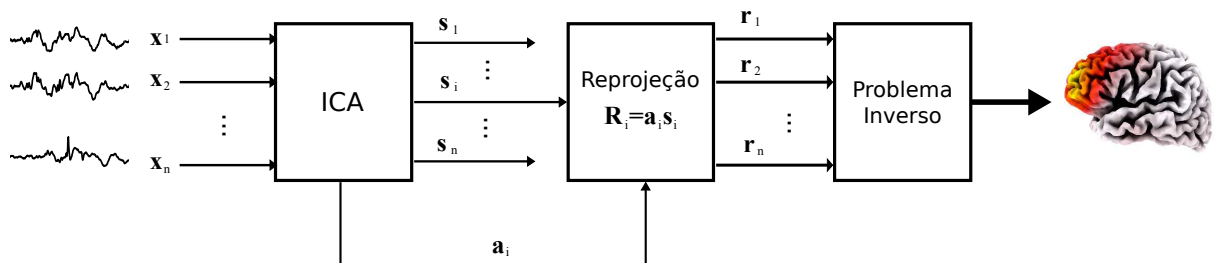 x1
x2
⋮
xn
ICA
s1
⋮
si
⋮
sn
Reprojeção
Ri=aisi
r1
r2
⋮
rn
Problema
Inverso
ai